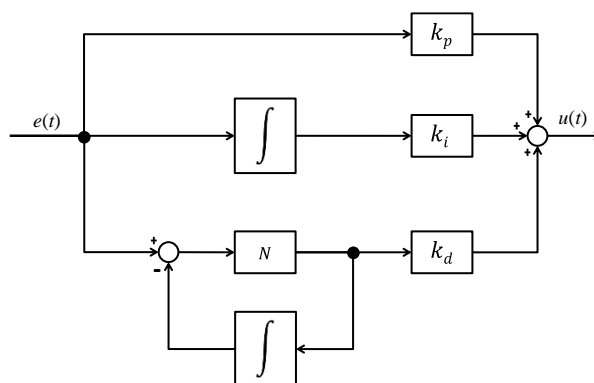 k_p
e(t)
∫
k_i
+
+
+
u(t)
+
−
N
k_d
∫